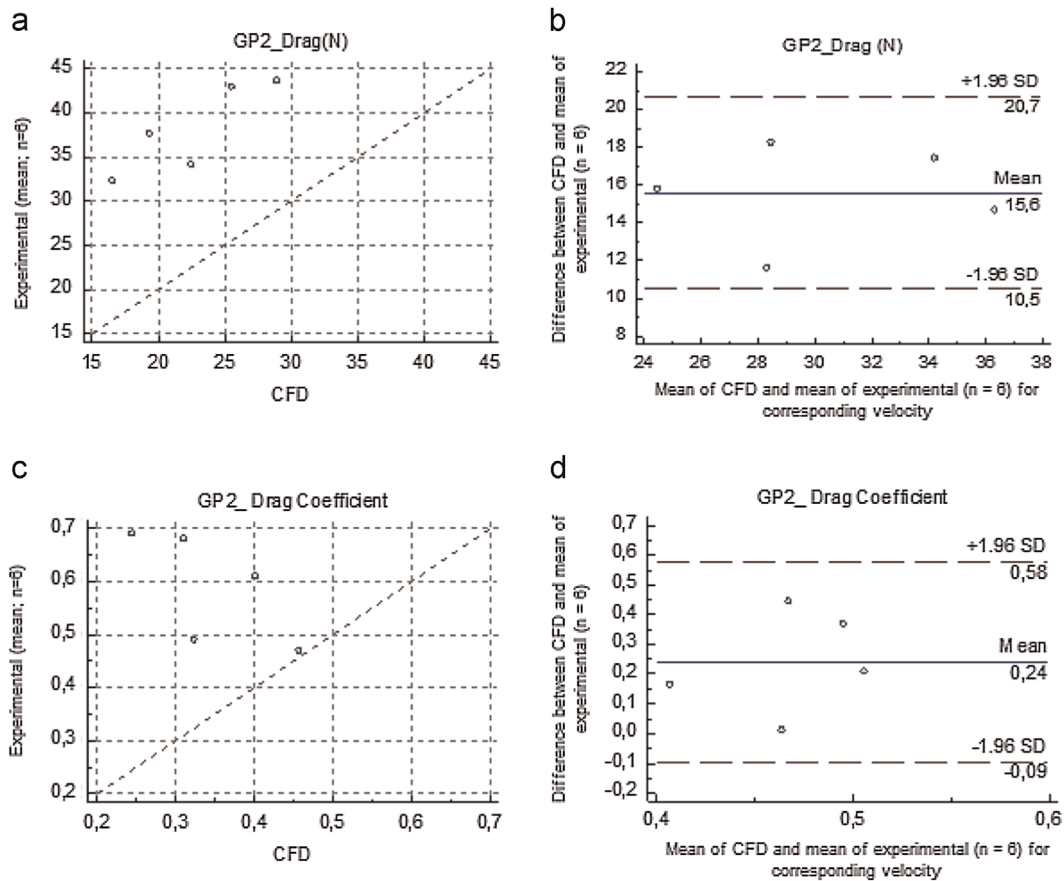 a
GP2_Drag(N)
Experimental (mean; n=6)
45
40
35
30
25
20
15
15 20 25 30 35 40 45
CFD
b
GP2_Drag (N)
Difference between CFD and mean of
experimental (n = 6)
22
20
18
16
14
12
10
8
+1.96 SD
20,7
Mean
15,6
-1.96 SD
10,5
24 26 28 30 32 34 36 38
Mean of CFD and mean of experimental (n = 6) for
corresponding velocity
c
GP2_ Drag Coefficient
Experimental (mean; n=6)
0,7
0,6
0,5
0,4
0,3
0,2
0,2 0,3 0,4 0,5 0,6 0,7
CFD
d
GP2_ Drag Coefficient
Difference between CFD and mean of
experimental (n = 6)
0,7
0,6
0,5
0,4
0,3
0,2
0,1
0,0
-0,1
-0,2
+1.96 SD
0,58
Mean
0,24
-1.96 SD
-0,09
0,4 0,5 0,6
Mean of CFD and mean of experimental (n = 6) for
corresponding velocity